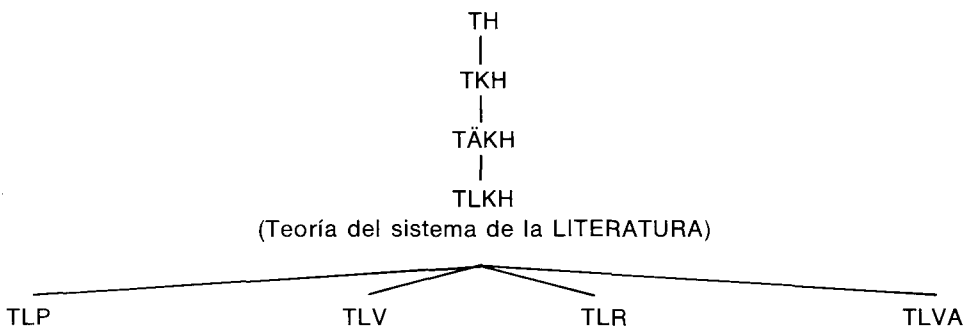 TH
TKH
TÄKH
TLKH
(Teoría del sistema de la LITERATURA)
TLP TLV TLR TLVA